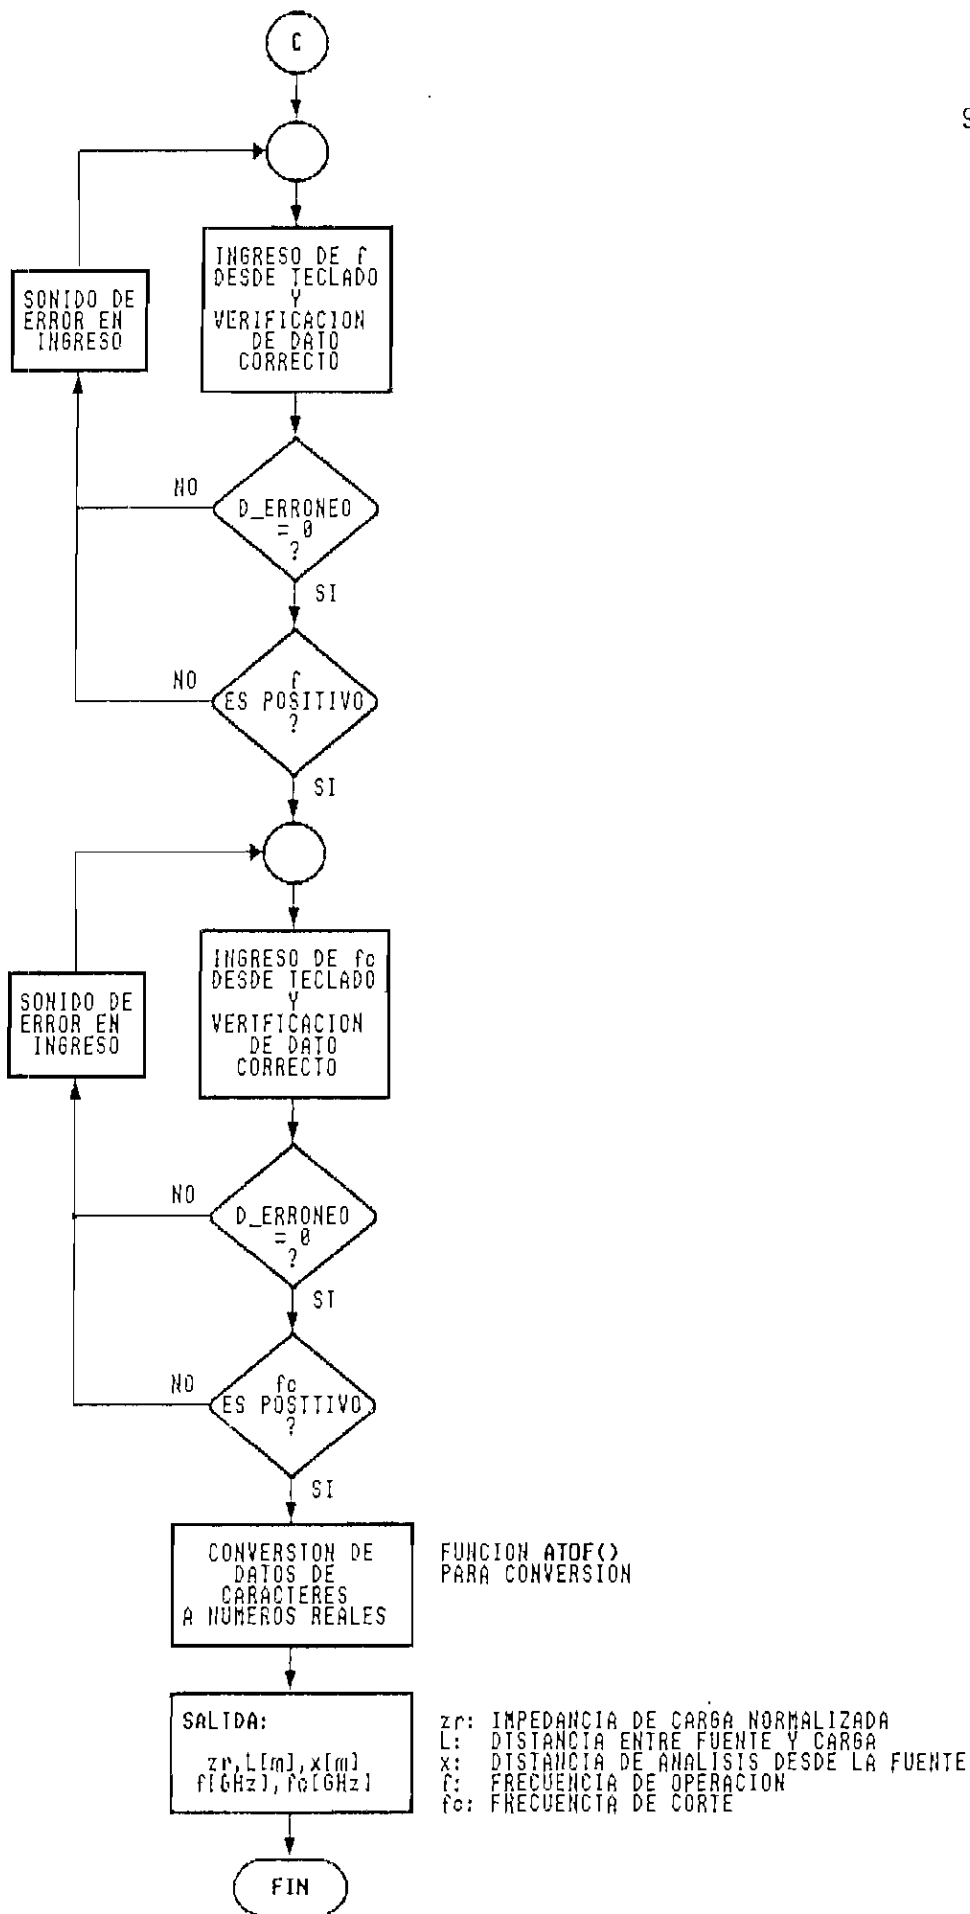 C
9
INGRESO DE f
DESDE TECLADO
Y
VERIFICACION
DE DATO
CORRECTO
SONIDO DE
ERROR EN
INGRESO
NO
D_ERRONEO
= 0
?
SI
NO
f
ES POSITIVO
?
SI
INGRESO DE fc
DESDE TECLADO
Y
VERIFICACION
DE DATO
CORRECTO
SONIDO DE
ERROR EN
INGRESO
NO
D_ERRONEO
= 0
?
SI
NO
fc
ES POSITIVO
?
SI
CONVERSION DE
DATOS DE
CARACTERES
A NUMEROS REALES
FUNCION ATOF()
PARA CONVERSION
SALIDA:
zr,L[m],x[m]
f[GHz],fc[GHz]
zr: IMPEDANCIA DE CARGA NORMALIZADA
L: DISTANCIA ENTRE FUENTE Y CARGA
x: DISTANCIA DE ANALISIS DESDE LA FUENTE
f: FRECUENCIA DE OPERACION
fc: FRECUENCIA DE CORTE
FIN